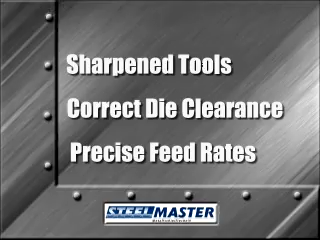 Sharpened Tools
Correct Die Clearance
Precise Feed Rates
STEELMASTER